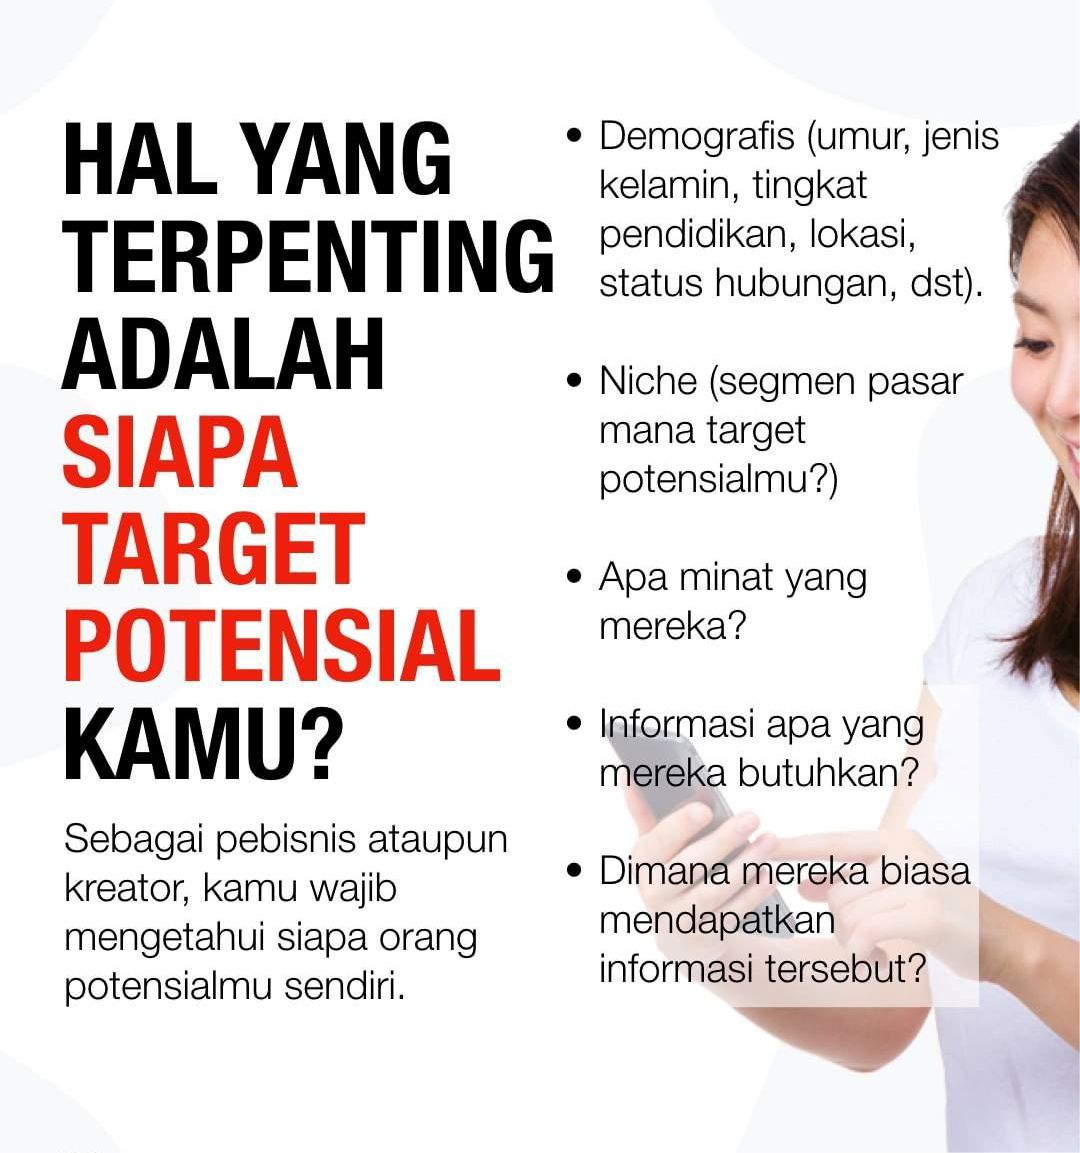 HAL YANG
TERPENTING
ADALAH
SIAPA
TARGET
POTENSIAL
KAMU?
Sebagai pebisnis ataupun
kreator, kamu wajib
mengetahui siapa orang
potensialmu sendiri.
• Demografis (umur, jenis
kelamin, tingkat
pendidikan, lokasi,
status hubungan, dst).
• Niche (segmen pasar
mana target
potensialmu?)
• Apa minat yang
mereka?
• Informasi apa yang
mereka butuhkan?
• Dimana mereka biasa
mendapatkan
informasi tersebut?